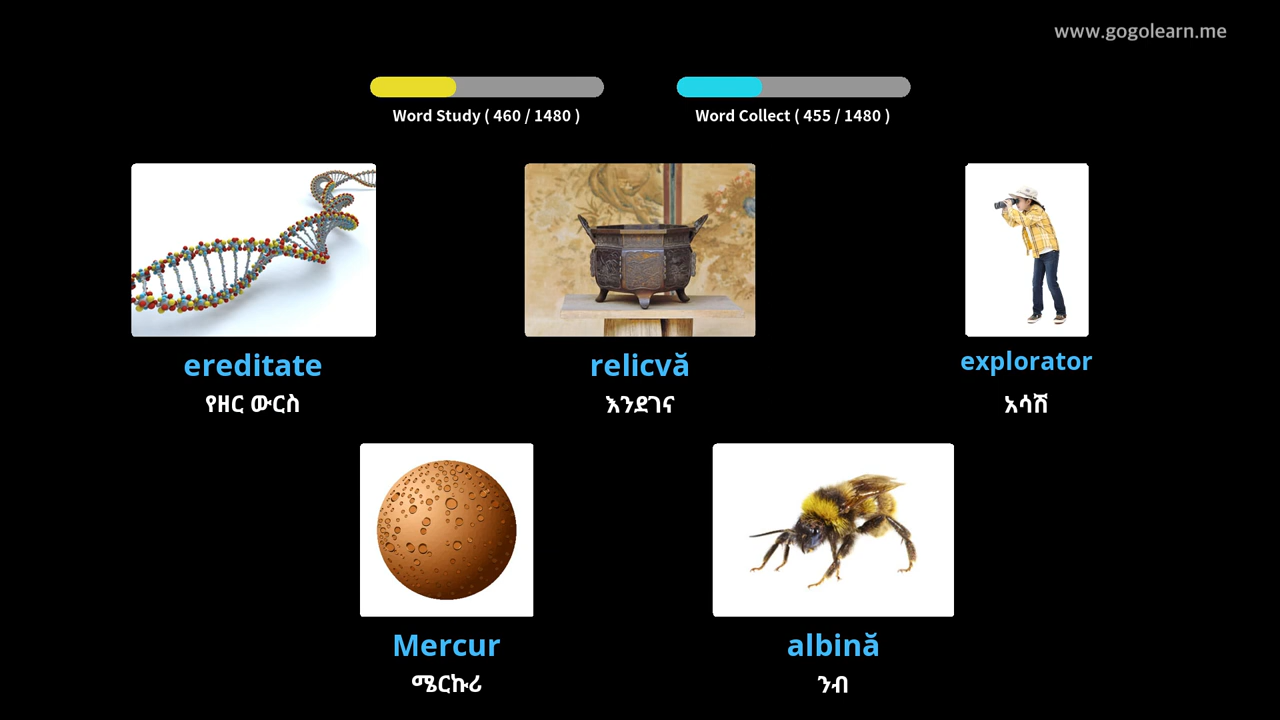 www.gogolearn.me
Word Study ( 460 / 1480 )
Word Collect ( 455 / 1480 )
ereditate
የዘር ውርስ
relicvă
እንደገና
explorator
አሳሽ
Mercur
ሜርኩሪ
albină
ንብ